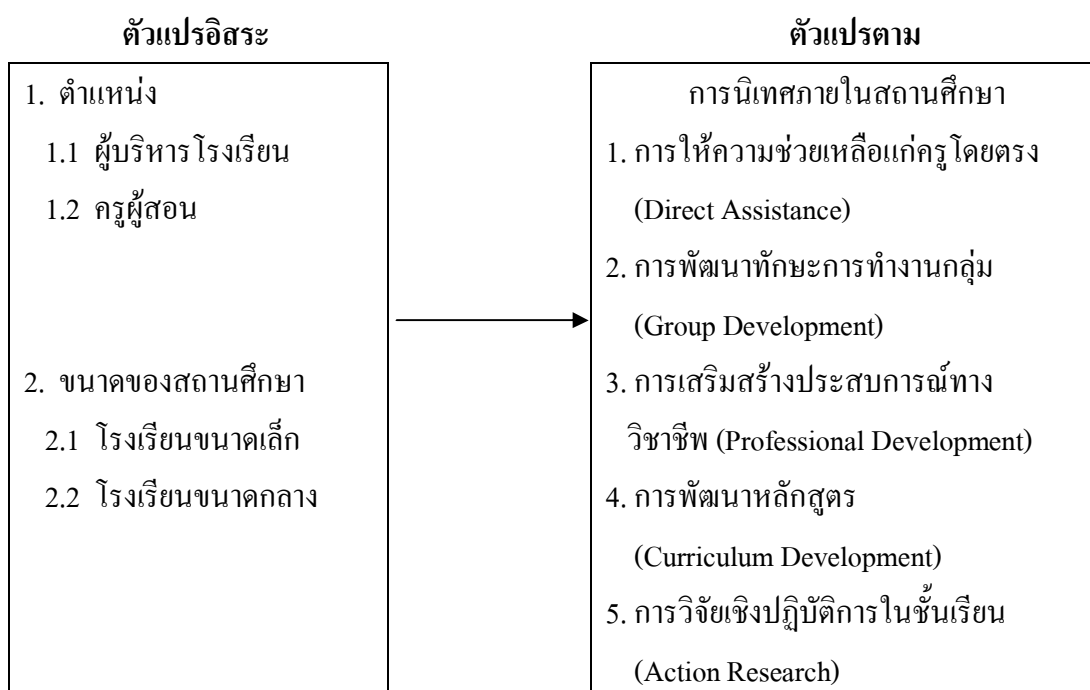 ตัวแปรอิสระ
1. ตำแหน่ง
1.1 ผู้บริหารโรงเรียน
1.2 ครูผู้สอน
2. ขนาดของสถานศึกษา
2.1 โรงเรียนขนาดเล็ก
2.2 โรงเรียนขนาดกลาง
ตัวแปรตาม
การนิเทศภายในสถานศึกษา
1. การให้ความช่วยเหลือแก่ครูโดยตรง
(Direct Assistance)
2. การพัฒนาทักษะการทำงานกลุ่ม
(Group Development)
3. การเสริมสร้างประสบการณ์ทาง
วิชาชีพ (Professional Development)
4. การพัฒนาหลักสูตร
(Curriculum Development)
5. การวิจัยเชิงปฏิบัติการในชั้นเรียน
(Action Research)